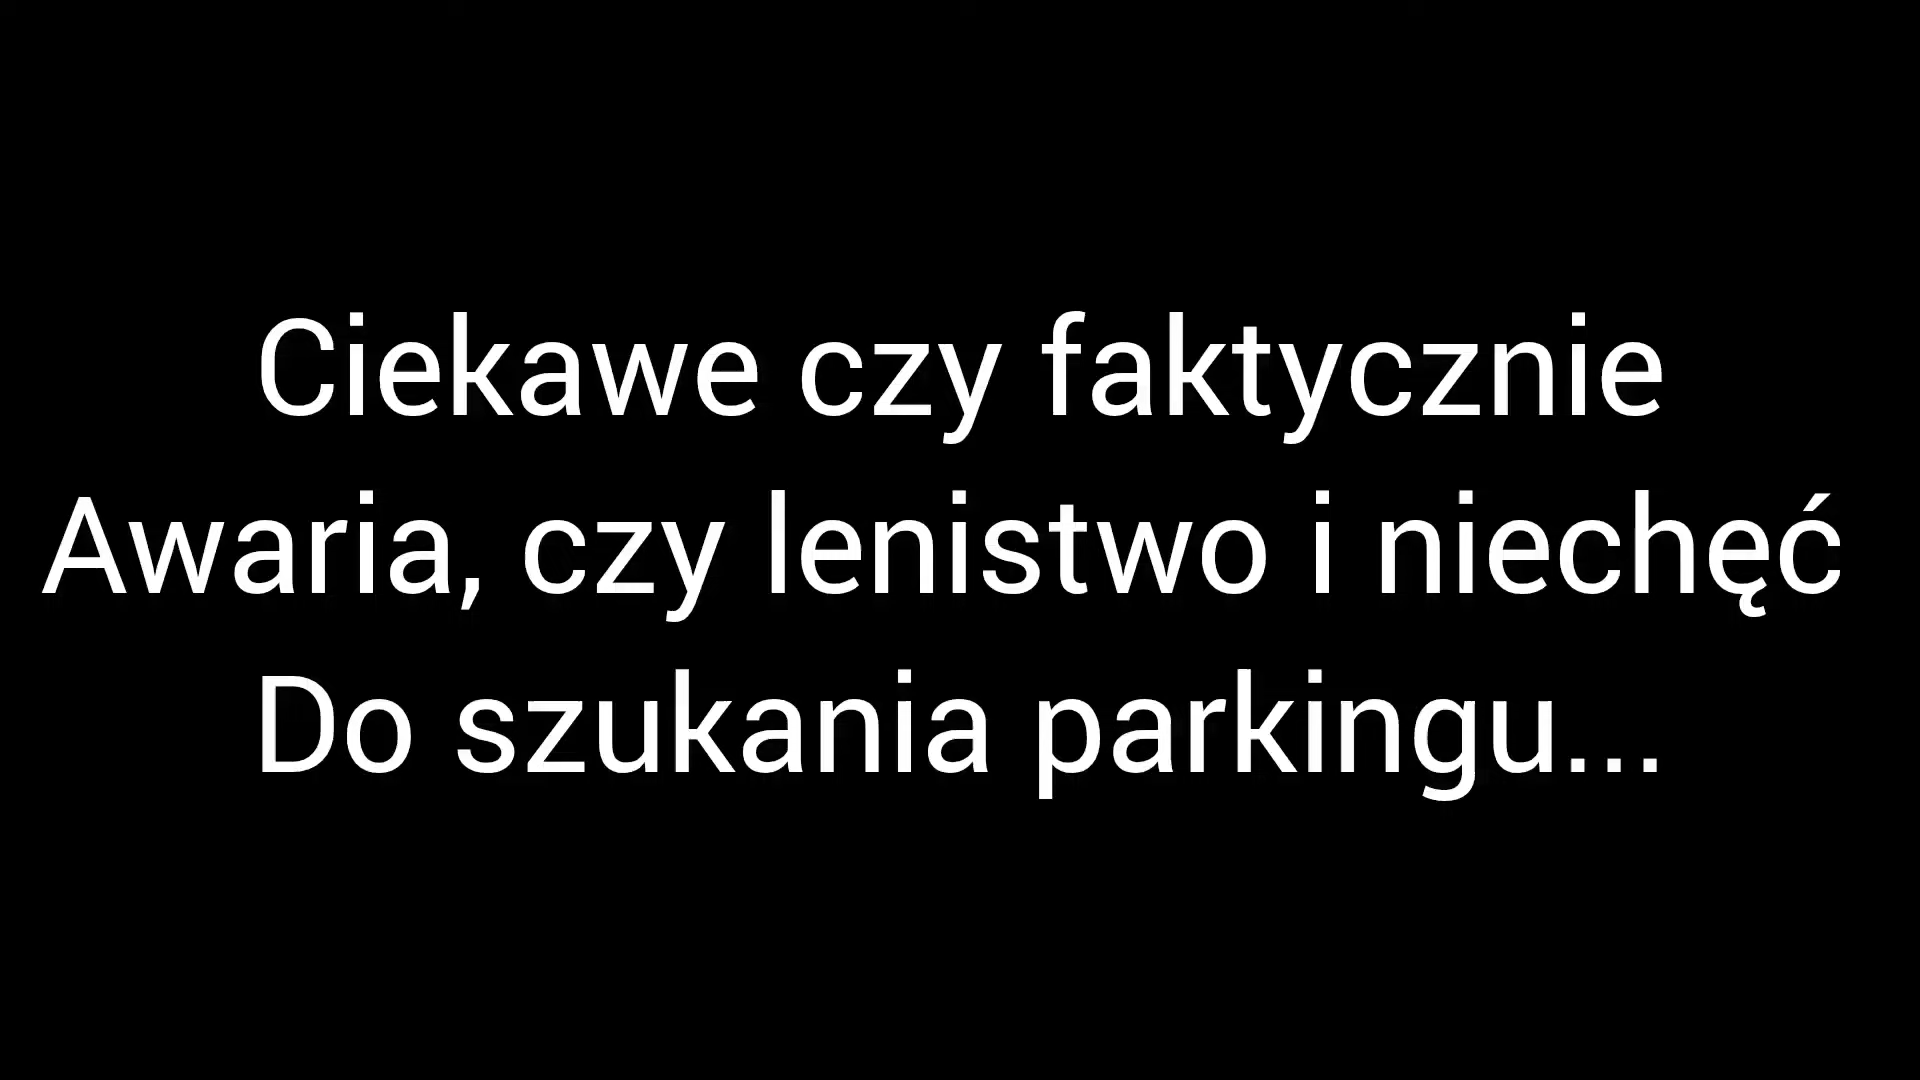 Ciekawe czy faktycznie
Awaria, czy lenistwo i niechęć
Do szukania parkingu...